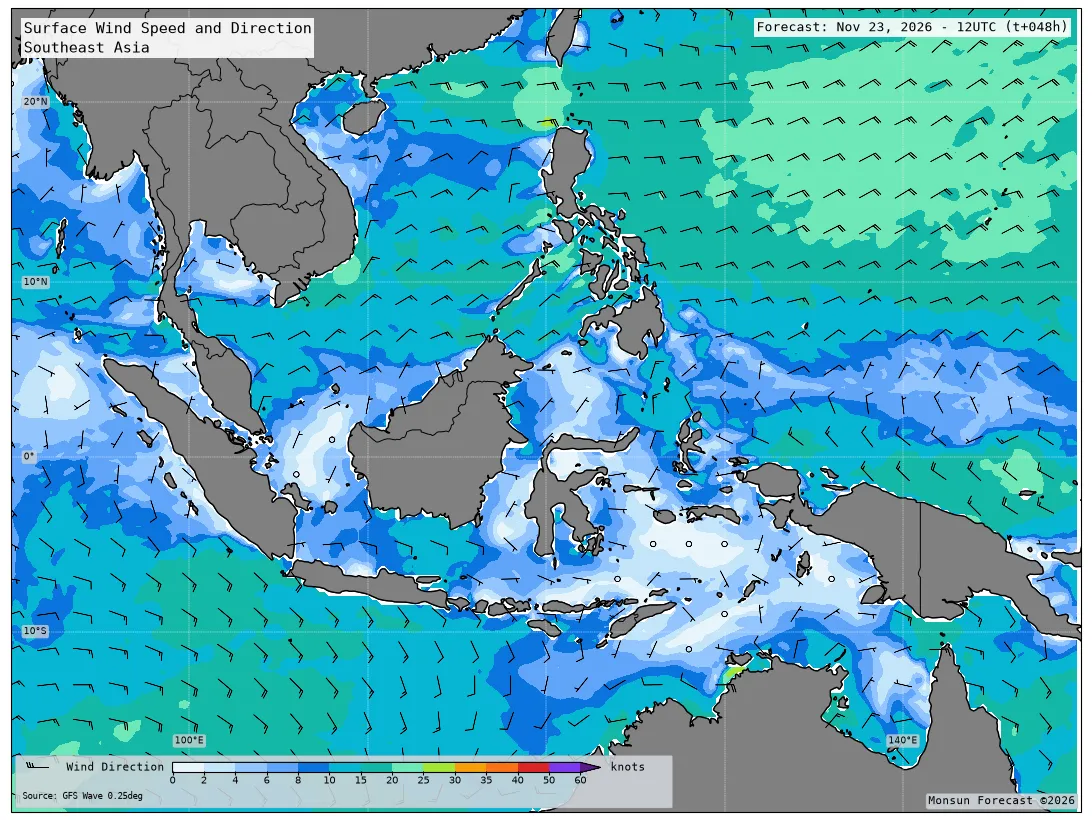 Surface Wind Speed and Direction
Southeast Asia
Forecast: Nov 23, 2026 - 12UTC (t+048h)
20°N
10°N
0°
10°S
100°E
140°E
Wind Direction
0 2 4 6 8 10 15 20 25 30 35 40 50 60
knots
Source: GFS Wave 0.25deg
Monsun Forecast ©2026